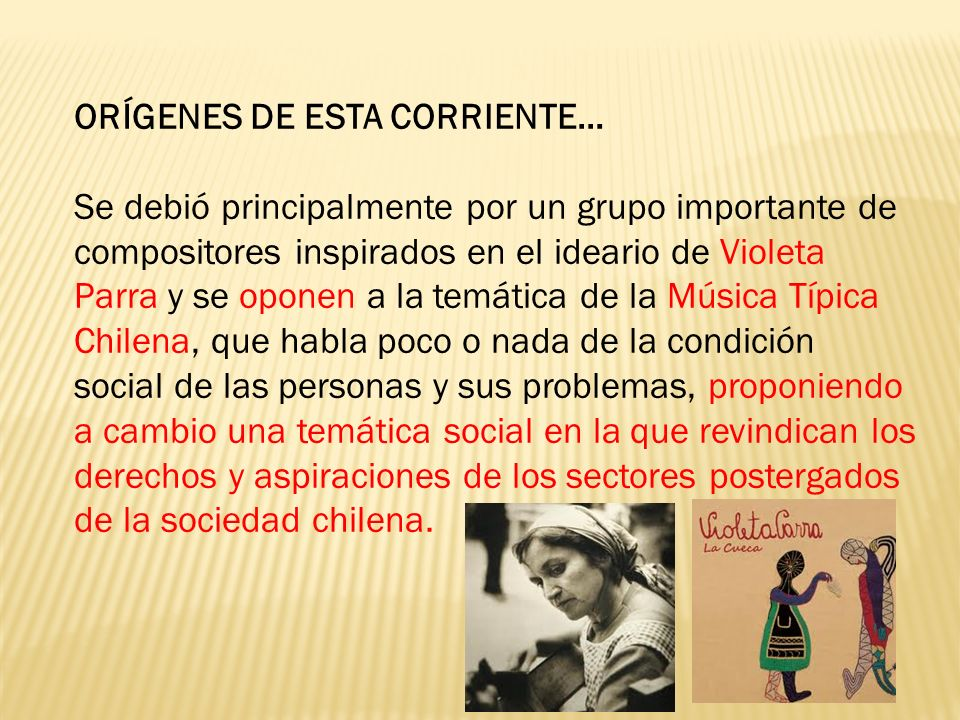 ORÍGENES DE ESTA CORRIENTE…
Se debió principalmente por un grupo importante de
compositores inspirados en el ideario de Violeta
Parra y se oponen a la temática de la Música Típica
Chilena, que habla poco o nada de la condición
social de las personas y sus problemas, proponiendo
a cambio una temática social en la que revindican los
derechos y aspiraciones de los sectores postergados
de la sociedad chilena.
Violeta Parra
La Cueca